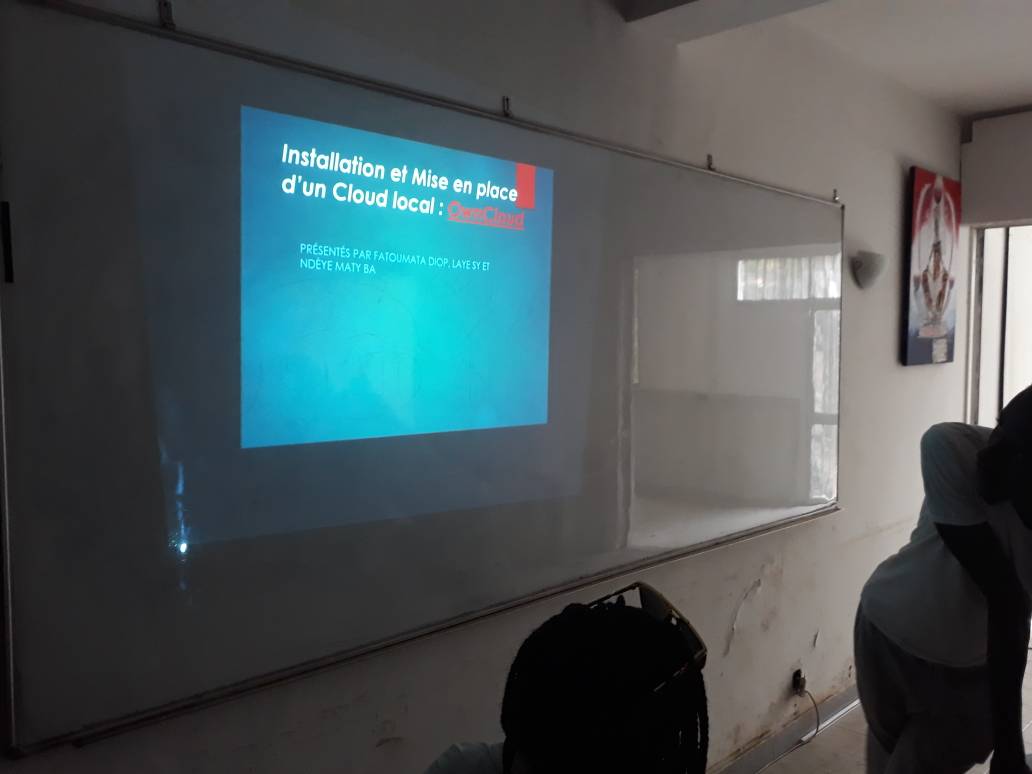 Installation et Mise en place
d'un Cloud local : OwnCloud
PRÉSENTÉS PAR FATOUMATA DIOP, LAYE SY ET
NDÈYE MATY BA